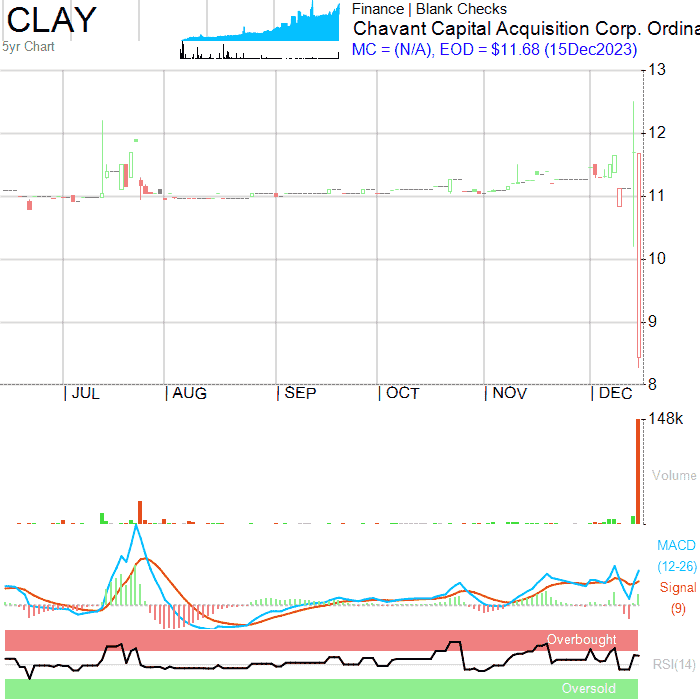 CLAY
5yr Chart
Finance | Blank Checks
Chavant Capital Acquisition Corp. Ordina
MC = (N/A), EOD = $11.68 (15Dec2023)
13
12
11
10
9
8
| JUL | AUG | SEP | OCT | NOV | DEC
148k
Volume
MACD
(12-26)
Signal
(9)
Overbought
RSI(14)
Oversold